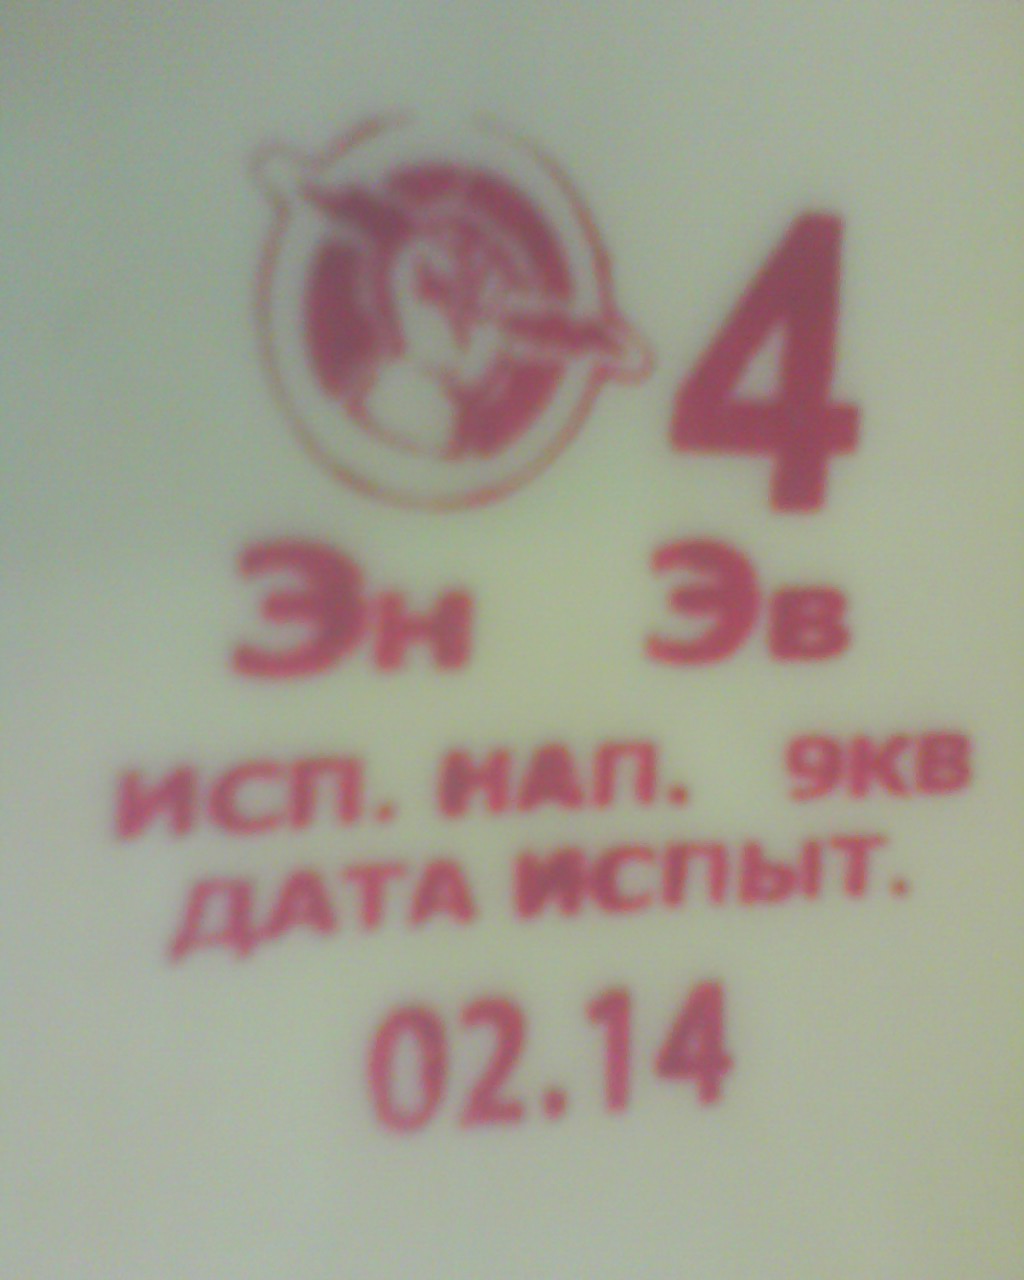 4
Эн Эв
ИСП. НАП. 9КВ
ДАТА ИСПЫТ.
02.14